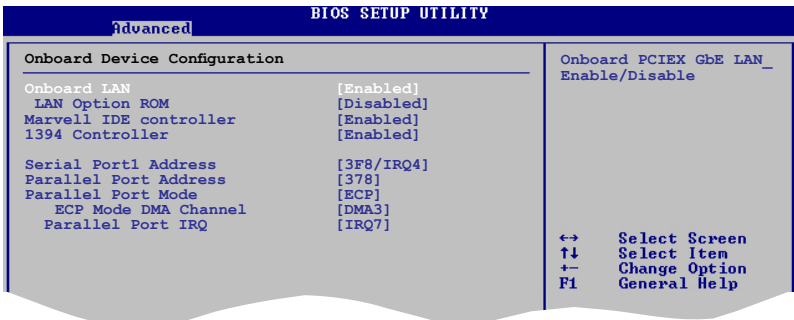 BIOS SETUP UTILITY
Advanced
Onboard Device Configuration
Onboard LAN [Enabled]
LAN Option ROM [Disabled]
Marvell IDE controller [Enabled]
1394 Controller [Enabled]
Serial Port1 Address [3F8/IRQ4]
Parallel Port Address [378]
Parallel Port Mode [ECP]
ECP Mode DMA Channel [DMA3]
Parallel Port IRQ [IRQ7]
Onboard PCIEX GbE LAN_
Enable/Disable
←→ Select Screen
↑↓ Select Item
+- Change Option
F1 General Help